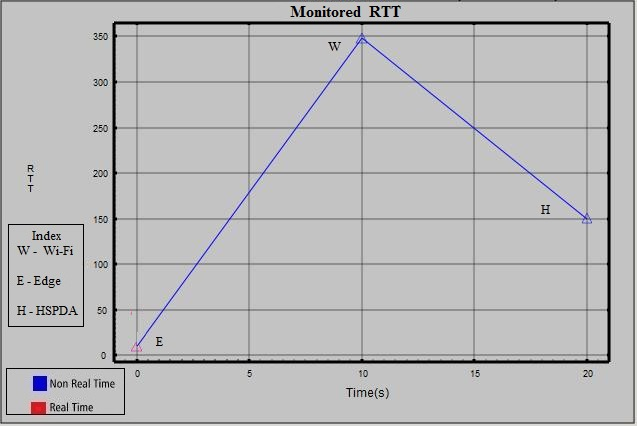 Monitored RTT
350
300
250
200
150
100
50
0
R
T
T
W
H
E
Index
W - Wi-Fi
E - Edge
H - HSPDA
0 5 10 15 20
Time(s)
Non Real Time
Real Time